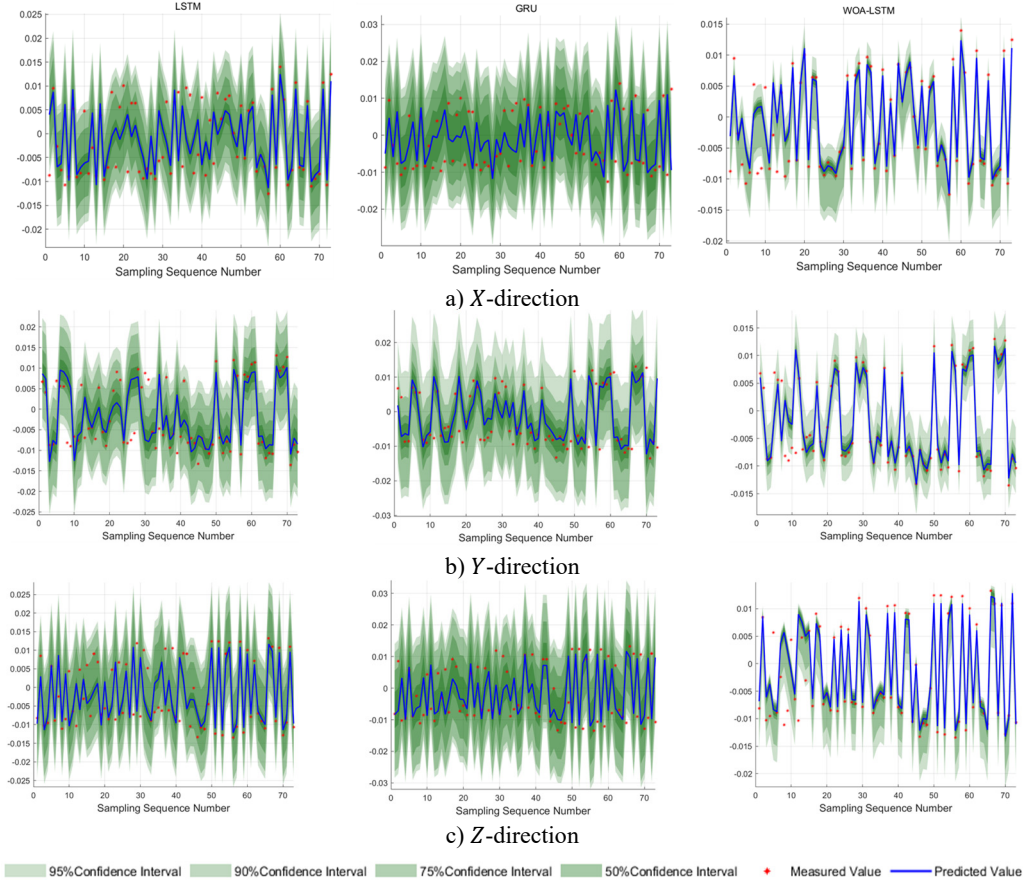 LSTM GRU WOA-LSTM
0.025 0.03 0.015
0.02
0.015 0.02 0.01
0.01 0.01 0.005
0.005
0 0 0
-0.005 -0.005
-0.01 -0.01 -0.01
-0.015 -0.02 -0.015
-0.02 -0.02
0 10 20 30 40 50 60 70 0 10 20 30 40 50 60 70 0 10 20 30 40 50 60 70
Sampling Sequence Number Sampling Sequence Number Sampling Sequence Number
a) X-direction
0.02 0.03 0.015
0.015 0.02 0.01
0.01
0.005 0.01 0.005
0 0 0
-0.005 -0.01 -0.005
-0.01
-0.015 -0.02 -0.01
-0.02 -0.015
-0.025 -0.03
0 10 20 30 40 50 60 70 0 10 20 30 40 50 60 70 0 10 20 30 40 50 60 70
Sampling Sequence Number Sampling Sequence Number Sampling Sequence Number
b) Y-direction
0.025 0.03
0.02 0.02 0.01
0.015
0.01 0.01 0.005
0.005
0 0 0
-0.005 -0.005
-0.01 -0.01 -0.01
-0.015 -0.02 -0.015
-0.02
-0.025 -0.03 -0.02
0 10 20 30 40 50 60 70 0 10 20 30 40 50 60 70 0 10 20 30 40 50 60 70
Sampling Sequence Number Sampling Sequence Number Sampling Sequence Number
c) Z-direction
95%Confidence Interval 90%Confidence Interval 75%Confidence Interval 50%Confidence Interval Measured Value Predicted Value